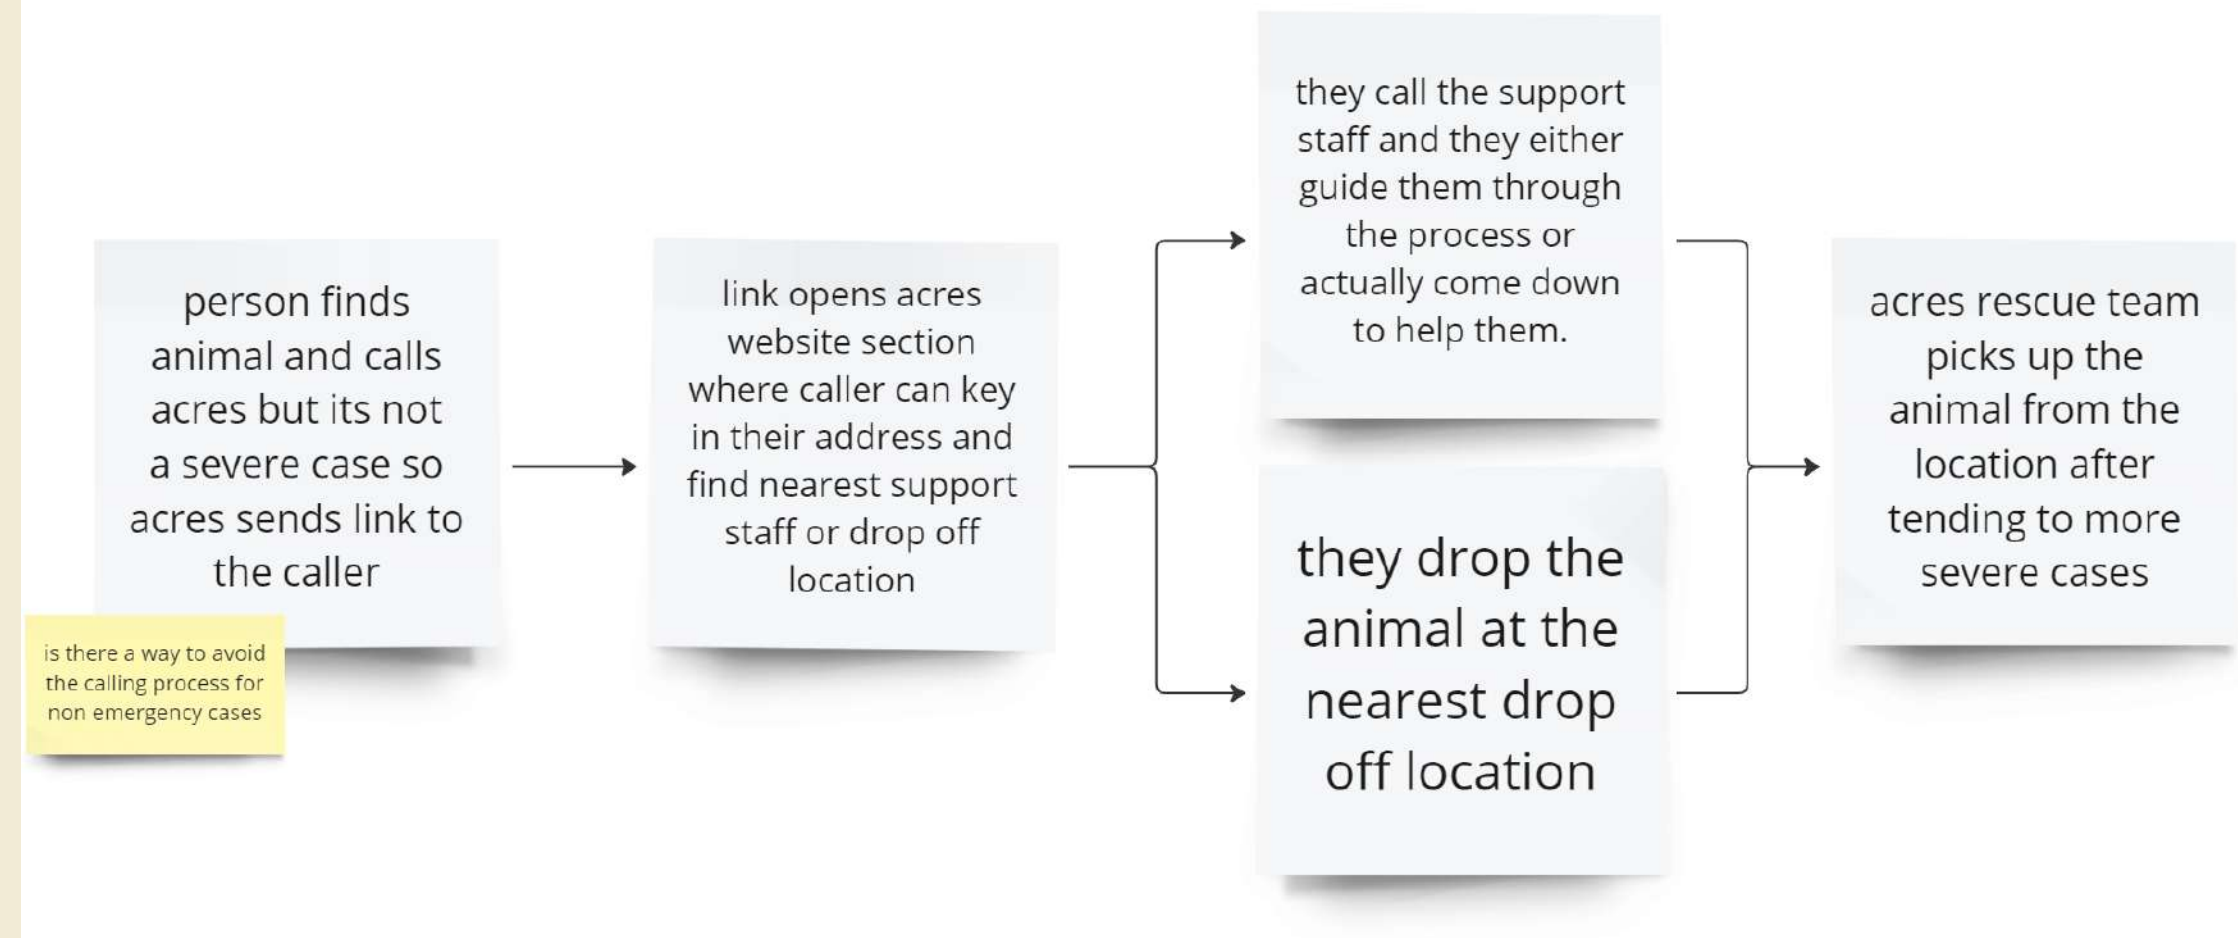 person finds
animal and calls
acres but its not
a severe case so
acres sends link to
the caller
is there a way to avoid
the calling process for
non emergency cases
link opens acres
website section
where caller can key
in their address and
find nearest support
staff or drop off
location
they call the support
staff and they either
guide them through
the process or
actually come down
to help them.
they drop the
animal at the
nearest drop
off location
acres rescue team
picks up the
animal from the
location after
tending to more
severe cases